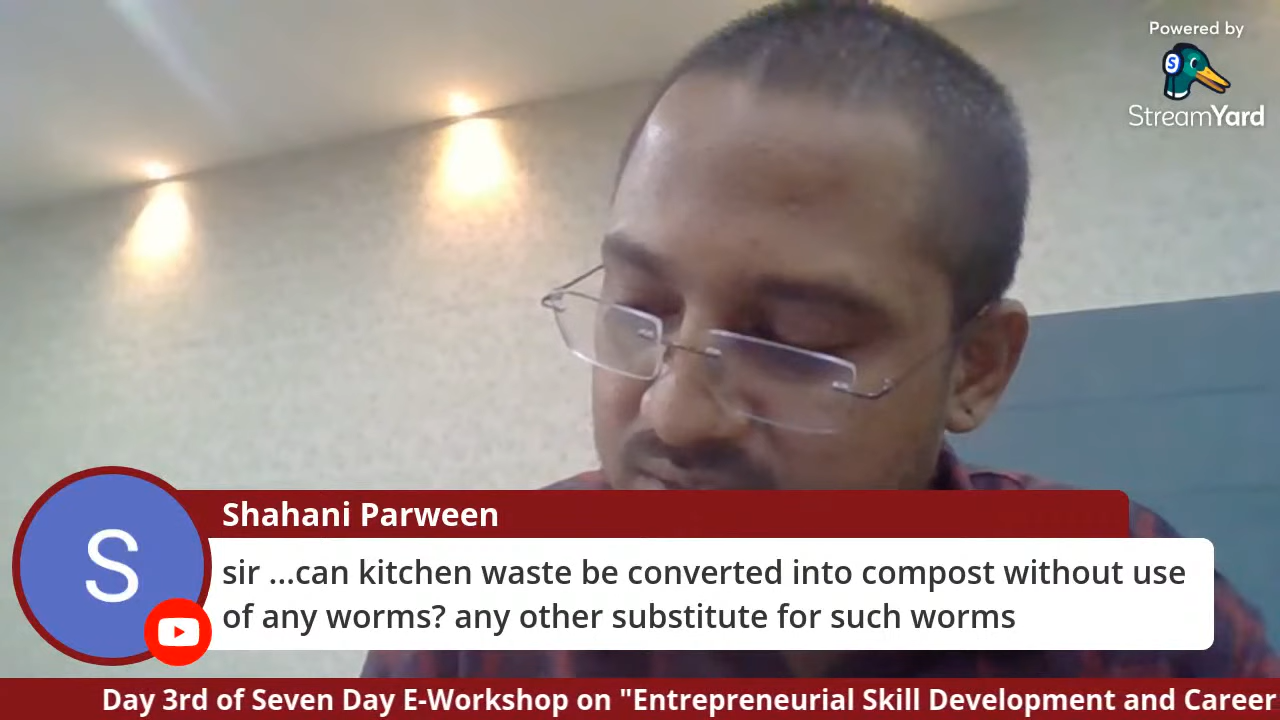 Powered by
S
StreamYard
Shahani Parween
S
sir ...can kitchen waste be converted into compost without use
of any worms? any other substitute for such worms
Day 3rd of Seven Day E-Workshop on "Entrepreneurial Skill Development and Career